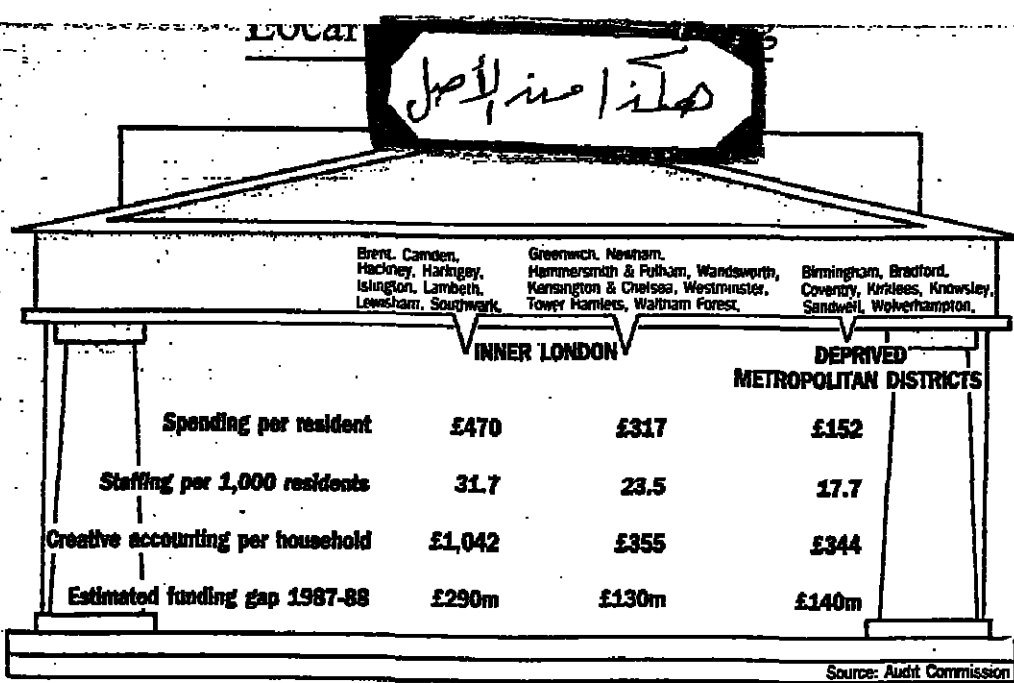 Local
هكذا من الأصل
Brent, Camden,
Hackney, Haringey,
Islington, Lambeth,
Lewisham, Southwark,
Greenwich, Newham,
Hammersmith & Fulham, Wandsworth,
Kensington & Chelsea, Westminster,
Tower Hamlets, Waltham Forest,
Birmingham, Bradford,
Coventry, Kirklees, Knowsley,
Sandwell, Wolverhampton,
INNER LONDON
DEPRIVED
METROPOLITAN DISTRICTS
Spending per resident £470 £317 £152
Staffing per 1,000 residents 31.7 23.5 17.7
Creative accounting per household £1,042 £355 £344
Estimated funding gap 1987-88 £290m £130m £140m
Source: Audit Commission